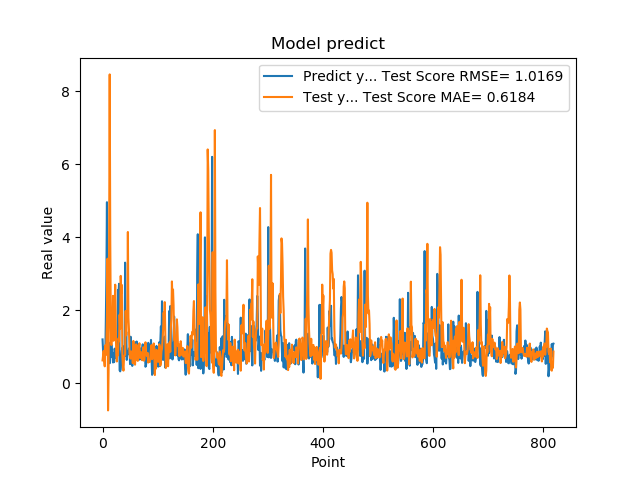 Model predict
Predict y... Test Score RMSE= 1.0169
Test y... Test Score MAE= 0.6184
8
6
4
2
0
Real value
0 200 400 600 800
Point